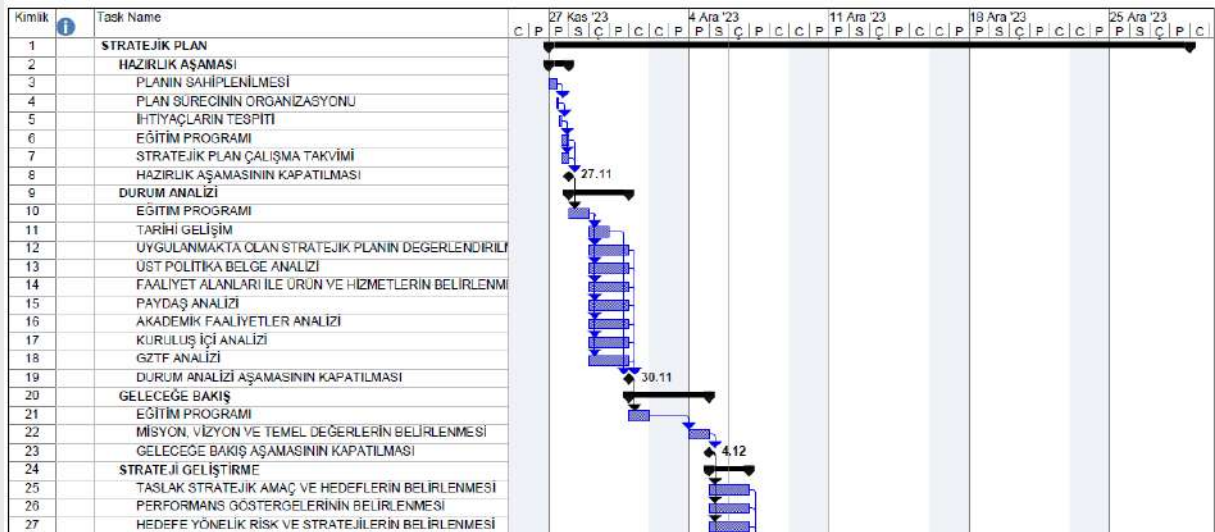 Kimlik Task Name 27 Kas '23 4 Ara '23 11 Ara '23 18 Ara '23 25 Ara '23
C P P S Ç P C C P P S Ç P C C P P S Ç P C C P P S Ç P C C P P S Ç P C
1 STRATEJİK PLAN
2 HAZIRLIK AŞAMASI
3 PLANIN SAHİPLENİLMESİ
4 PLAN SÜRECİNİN ORGANİZASYONU
5 İHTİYAÇLARIN TESPİTİ
6 EĞİTİM PROGRAMI
7 STRATEJİK PLAN ÇALIŞMA TAKVİMİ
8 HAZIRLIK AŞAMASININ KAPATILMASI 27.11
9 DURUM ANALİZİ
10 EĞİTİM PROGRAMI
11 TARİHİ GELİŞİM
12 UYGULANMAKTA OLAN STRATEJİK PLANIN DEĞERLENDİRİLM
13 ÜST POLİTİKA BELGE ANALİZİ
14 FAALİYET ALANLARI İLE ÜRÜN VE HİZMETLERİN BELİRLENMİ
15 PAYDAŞ ANALİZİ
16 AKADEMİK FAALİYETLER ANALİZİ
17 KURULUŞ İÇİ ANALİZİ
18 GZTF ANALİZİ
19 DURUM ANALİZİ AŞAMASININ KAPATILMASI 30.11
20 GELECEĞE BAKIŞ
21 EĞİTİM PROGRAMI
22 MİSYON, VİZYON VE TEMEL DEĞERLERİN BELİRLENMESİ
23 GELECEĞE BAKIŞ AŞAMASININ KAPATILMASI 4.12
24 STRATEJİ GELİŞTİRME
25 TASLAK STRATEJİK AMAÇ VE HEDEFLERİN BELİRLENMESİ
26 PERFORMANS GÖSTERGELERİNİN BELİRLENMESİ
27 HEDEFE YÖNELİK RİSK VE STRATEJİLERİN BELİRLENMESİ